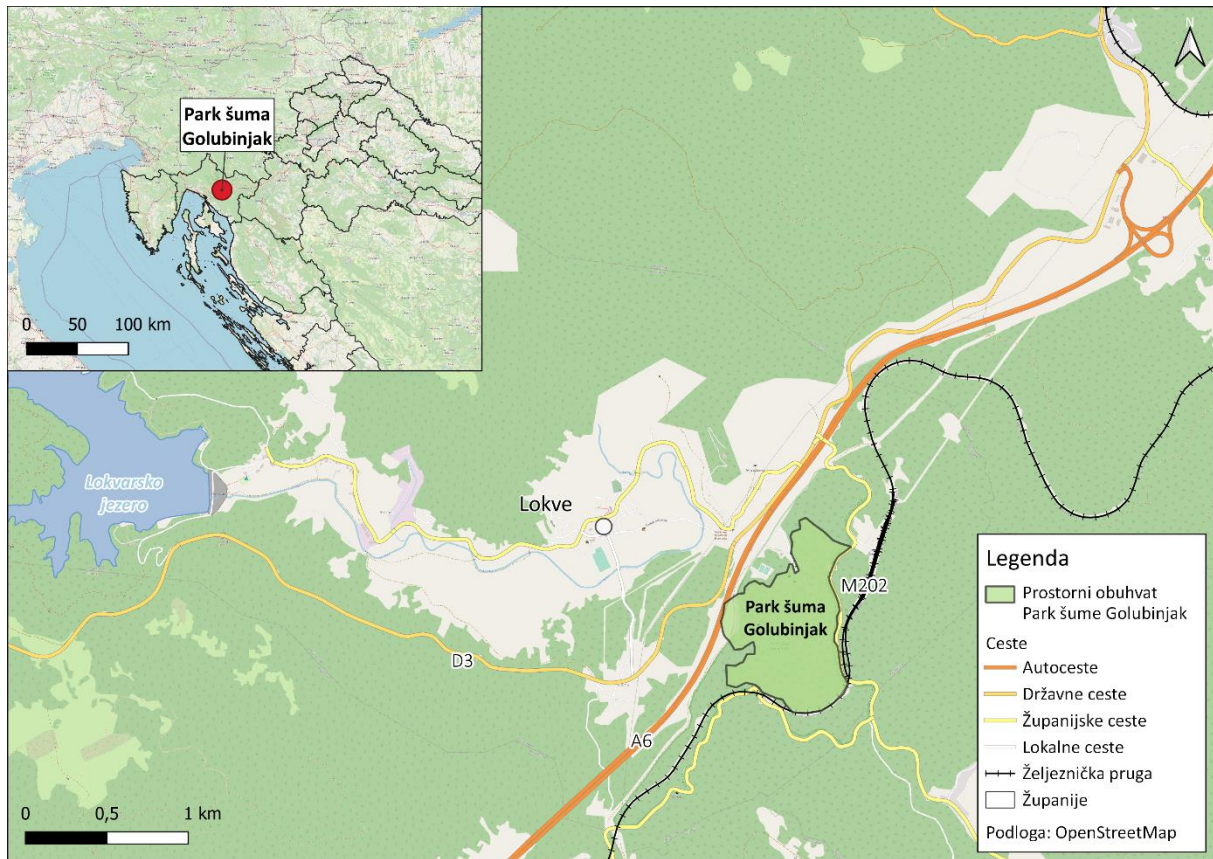 Park šuma
Golubinjak
0 50 100 km
N
Lokvarsko
jezero
Lokve
Park šuma
Golubinjak
M202
D3
A6
0 0,5 1 km
Legenda
Prostorni obuhvat
Park šume Golubinjak
Ceste
Autoceste
Državne ceste
Županijske ceste
Lokalne ceste
Željeznička pruga
Županije
Podloga: OpenStreetMap